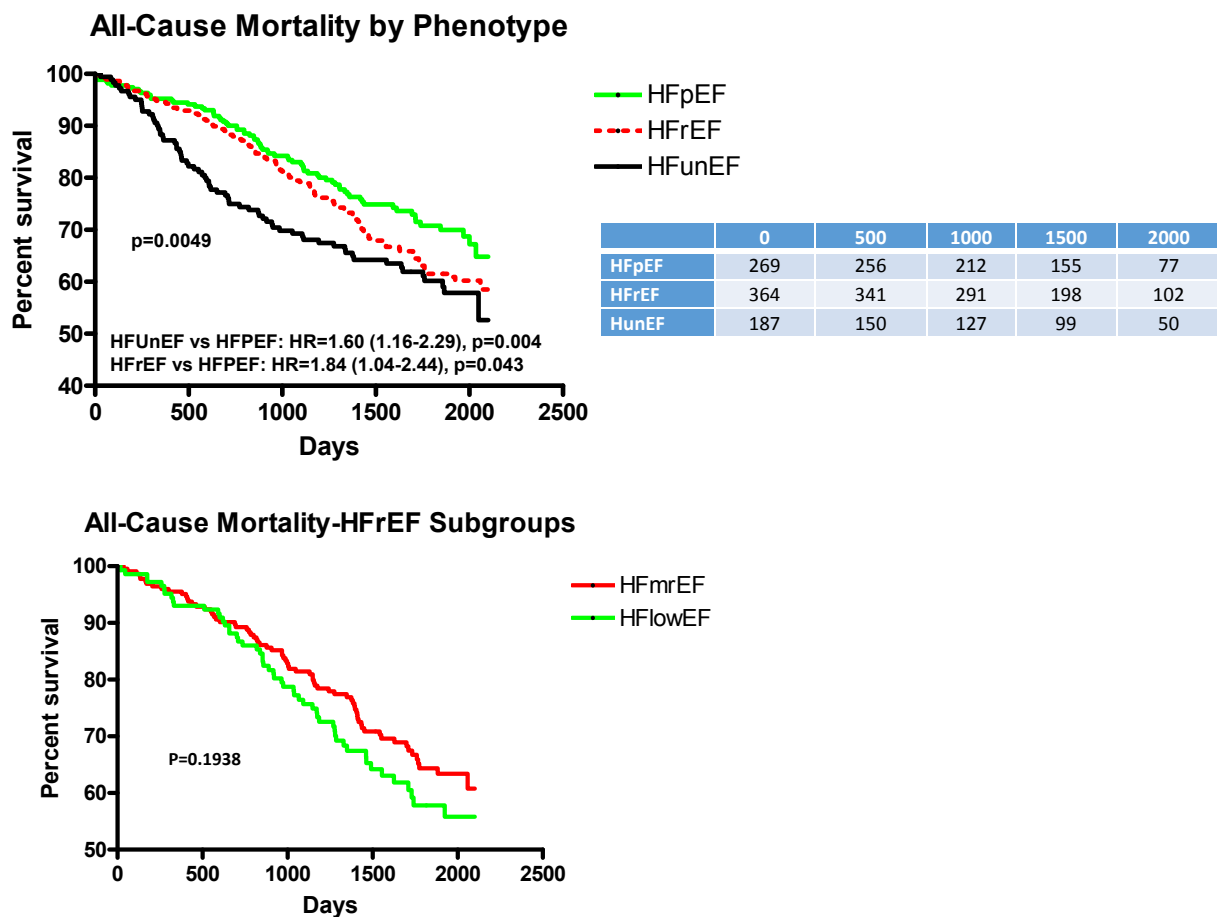 All-Cause Mortality by Phenotype
100
90
80
70
60
50
40
Percent survival
p=0.0049
HFUnEF vs HFPEF: HR=1.60 (1.16-2.29), p=0.004
HFrEF vs HFPEF: HR=1.84 (1.04-2.44), p=0.043
0 500 1000 1500 2000 2500
Days
HFpEF
HFrEF
HFunEF
0 500 1000 1500 2000
HFpEF 269 256 212 155 77
HFrEF 364 341 291 198 102
HunEF 187 150 127 99 50
All-Cause Mortality-HFrEF Subgroups
100
90
80
70
60
50
Percent survival
P=0.1938
0 500 1000 1500 2000 2500
Days
HFmrEF
HFlowEF